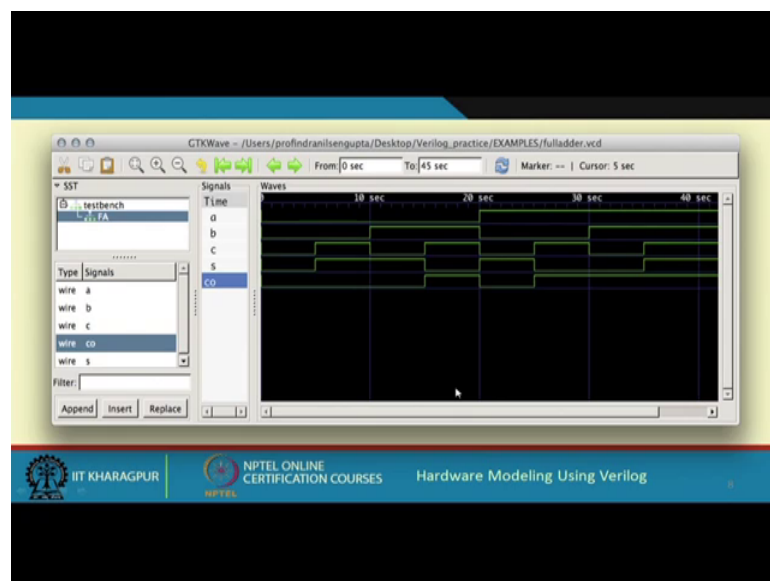 GTKWave - /Users/profindranilsengupta/Desktop/Verilog_practice/EXAMPLES/fulladder.vcd
From: 0 sec To: 45 sec Marker: -- | Cursor: 5 sec
SST
testbench
FA
Type Signals
wire a
wire b
wire c
wire co
wire s
Filter:
Append Insert Replace
Signals
Time
a
b
c
s
co
Waves
10 sec 20 sec 30 sec 40 sec
IIT KHARAGPUR
NPTEL
NPTEL ONLINE
CERTIFICATION COURSES
Hardware Modeling Using Verilog
8